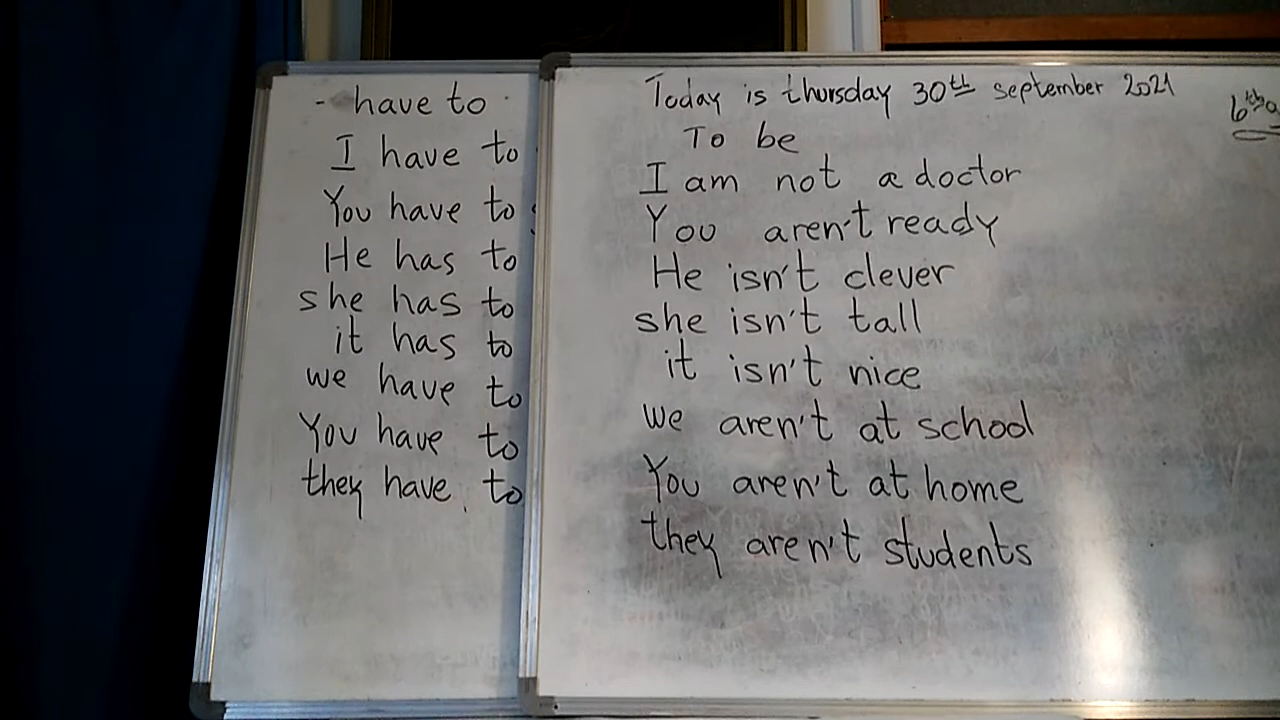 - have to
I have to
You have to
He has to
she has to
it has to
we have to
You have to
they have to
Today is thursday 30th september 2021
To be
I am not a doctor
You aren't ready
He isn't clever
she isn't tall
it isn't nice
we aren't at school
You aren't at home
they aren't students
6th